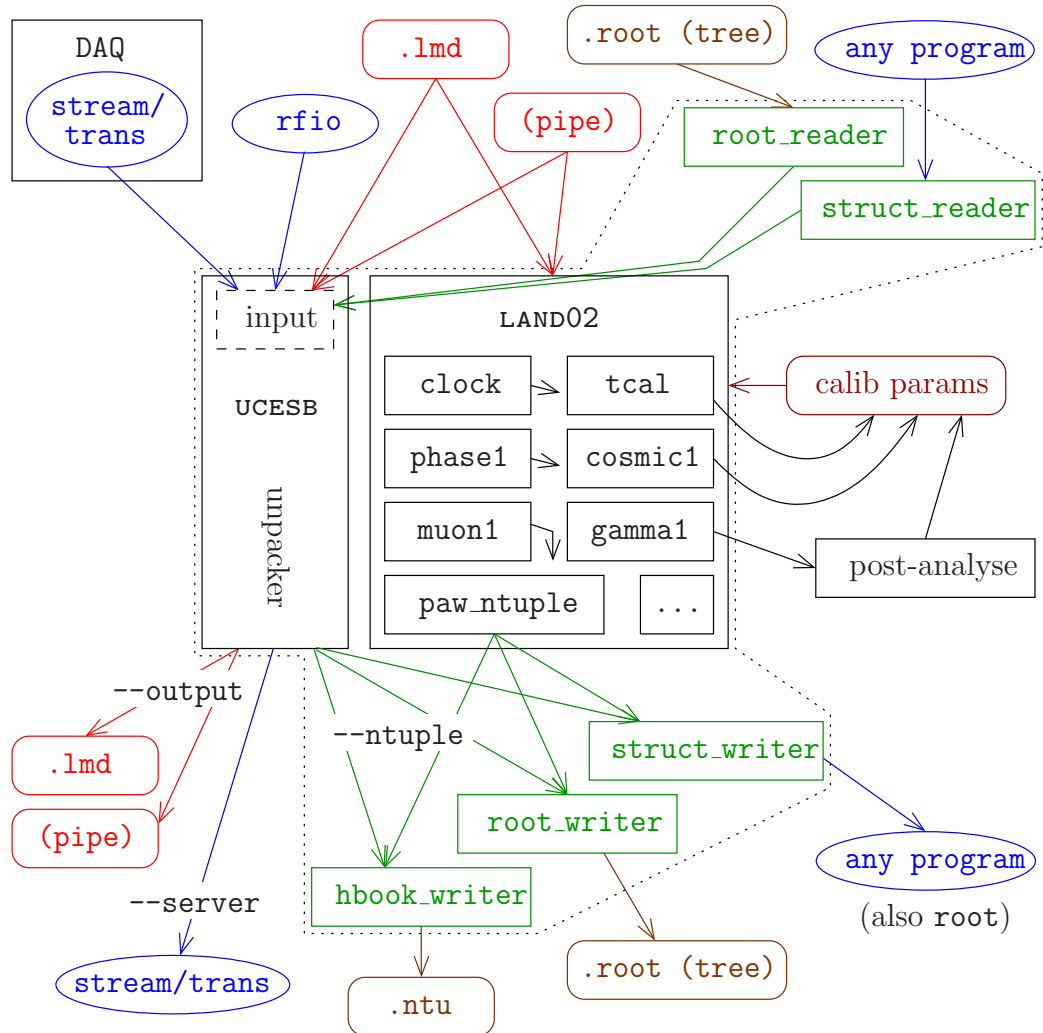 DAQ
stream/
trans
rfio
.lmd
(pipe)
.root (tree)
any program
root_reader
struct_reader
input
UCESB
unpacker
LAND02
clock
tcal
phase1
cosmic1
muon1
gamma1
paw_ntuple
...
calib params
post-analyse
--output
.lmd
(pipe)
--ntuple
struct_writer
root_writer
hbook_writer
--server
stream/trans
.ntu
.root (tree)
any program
(also root)